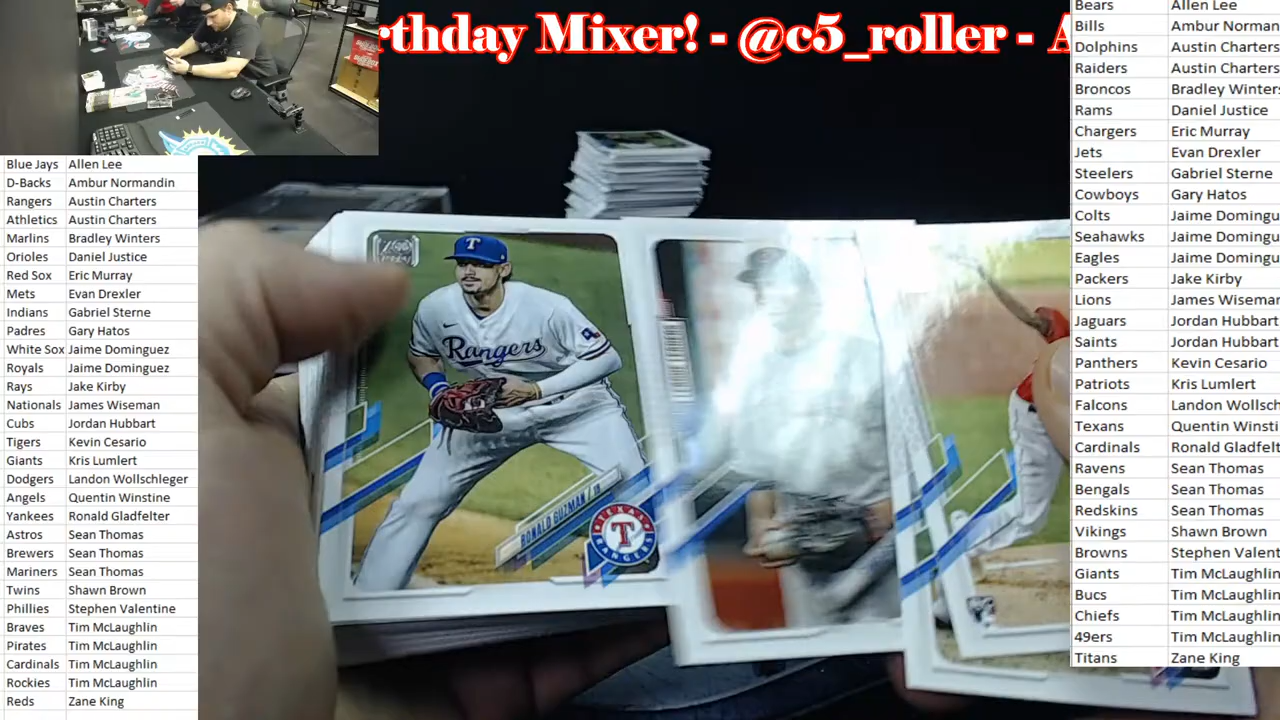 rthday Mixer! - @c5_roller - A
Blue Jays Allen Lee
D-Backs Ambur Normandin
Rangers Austin Charters
Athletics Austin Charters
Marlins Bradley Winters
Orioles Daniel Justice
Red Sox Eric Murray
Mets Evan Drexler
Indians Gabriel Sterne
Padres Gary Hatos
White Sox Jaime Dominguez
Royals Jaime Dominguez
Rays Jake Kirby
Nationals James Wiseman
Cubs Jordan Hubbart
Tigers Kevin Cesario
Giants Kris Lumlert
Dodgers Landon Wollschleger
Angels Quentin Winstine
Yankees Ronald Gladfelter
Astros Sean Thomas
Brewers Sean Thomas
Mariners Sean Thomas
Twins Shawn Brown
Phillies Stephen Valentine
Braves Tim McLaughlin
Pirates Tim McLaughlin
Cardinals Tim McLaughlin
Rockies Tim McLaughlin
Reds Zane King
T
Rangers
RONALD GUZMAN / 1B
TEXAS
T
RANGERS
Bears Allen Lee
Bills Ambur Norman
Dolphins Austin Charters
Raiders Austin Charters
Broncos Bradley Winters
Rams Daniel Justice
Chargers Eric Murray
Jets Evan Drexler
Steelers Gabriel Sterne
Cowboys Gary Hatos
Colts Jaime Domingu
Seahawks Jaime Domingu
Eagles Jaime Domingu
Packers Jake Kirby
Lions James Wiseman
Jaguars Jordan Hubbart
Saints Jordan Hubbart
Panthers Kevin Cesario
Patriots Kris Lumlert
Falcons Landon Wollsch
Texans Quentin Winsti
Cardinals Ronald Gladfelt
Ravens Sean Thomas
Bengals Sean Thomas
Redskins Sean Thomas
Vikings Shawn Brown
Browns Stephen Valent
Giants Tim McLaughlin
Bucs Tim McLaughlin
Chiefs Tim McLaughlin
49ers Tim McLaughlin
Titans Zane King